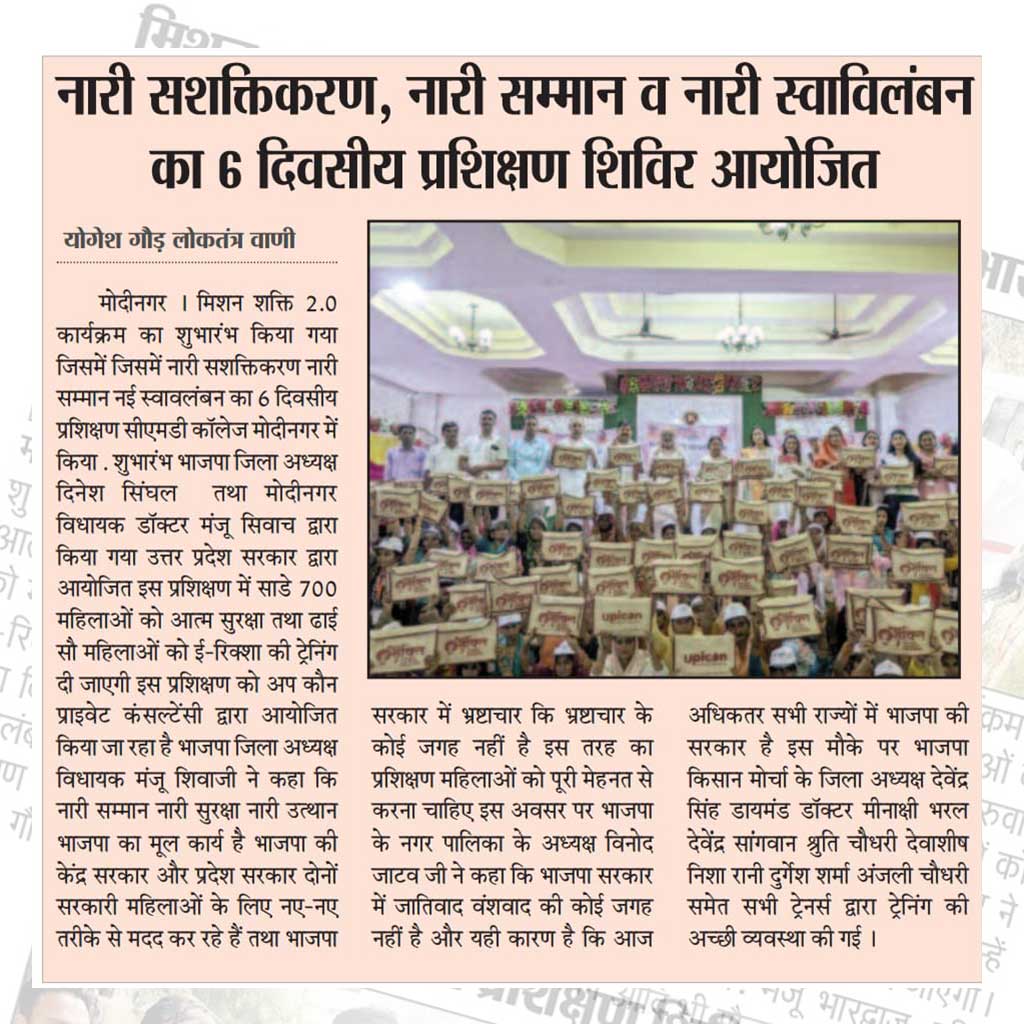 नारी सशक्तिकरण, नारी सम्मान व नारी स्वाविलंबन
का 6 दिवसीय प्रशिक्षण शिविर आयोजित
योगेश गौड़ लोकतंत्र वाणी
मोदीनगर । मिशन शक्ति 2.0
कार्यक्रम का शुभारंभ किया गया
जिसमें जिसमें नारी सशक्तिकरण नारी
सम्मान नई स्वावलंबन का 6 दिवसीय
प्रशिक्षण सीएमडी कॉलेज मोदीनगर में
किया . शुभारंभ भाजपा जिला अध्यक्ष
दिनेश सिंघल तथा मोदीनगर
विधायक डॉक्टर मंजू सिवाच द्वारा
किया गया उत्तर प्रदेश सरकार द्वारा
आयोजित इस प्रशिक्षण में साडे 700
महिलाओं को आत्म सुरक्षा तथा ढाई
सौ महिलाओं को ई-रिक्शा की ट्रेनिंग
दी जाएगी इस प्रशिक्षण को अप कौन
प्राइवेट कंसल्टेंसी द्वारा आयोजित
किया जा रहा है भाजपा जिला अध्यक्ष
विधायक मंजू शिवाजी ने कहा कि
नारी सम्मान नारी सुरक्षा नारी उत्थान
भाजपा का मूल कार्य है भाजपा की
केंद्र सरकार और प्रदेश सरकार दोनों
सरकारी महिलाओं के लिए नए-नए
तरीके से मदद कर रहे हैं तथा भाजपा
upican
upican
सरकार में भ्रष्टाचार कि भ्रष्टाचार के
कोई जगह नहीं है इस तरह का
प्रशिक्षण महिलाओं को पूरी मेहनत से
करना चाहिए इस अवसर पर भाजपा
के नगर पालिका के अध्यक्ष विनोद
जाटव जी ने कहा कि भाजपा सरकार
में जातिवाद वंशवाद की कोई जगह
नहीं है और यही कारण है कि आज
अधिकतर सभी राज्यों में भाजपा की
सरकार है इस मौके पर भाजपा
किसान मोर्चा के जिला अध्यक्ष देवेंद्र
सिंह डायमंड डॉक्टर मीनाक्षी भरल
देवेंद्र सांगवान श्रुति चौधरी देवाशीष
निशा रानी दुर्गेश शर्मा अंजली चौधरी
समेत सभी ट्रेनर्स द्वारा ट्रेनिंग की
अच्छी व्यवस्था की गई ।